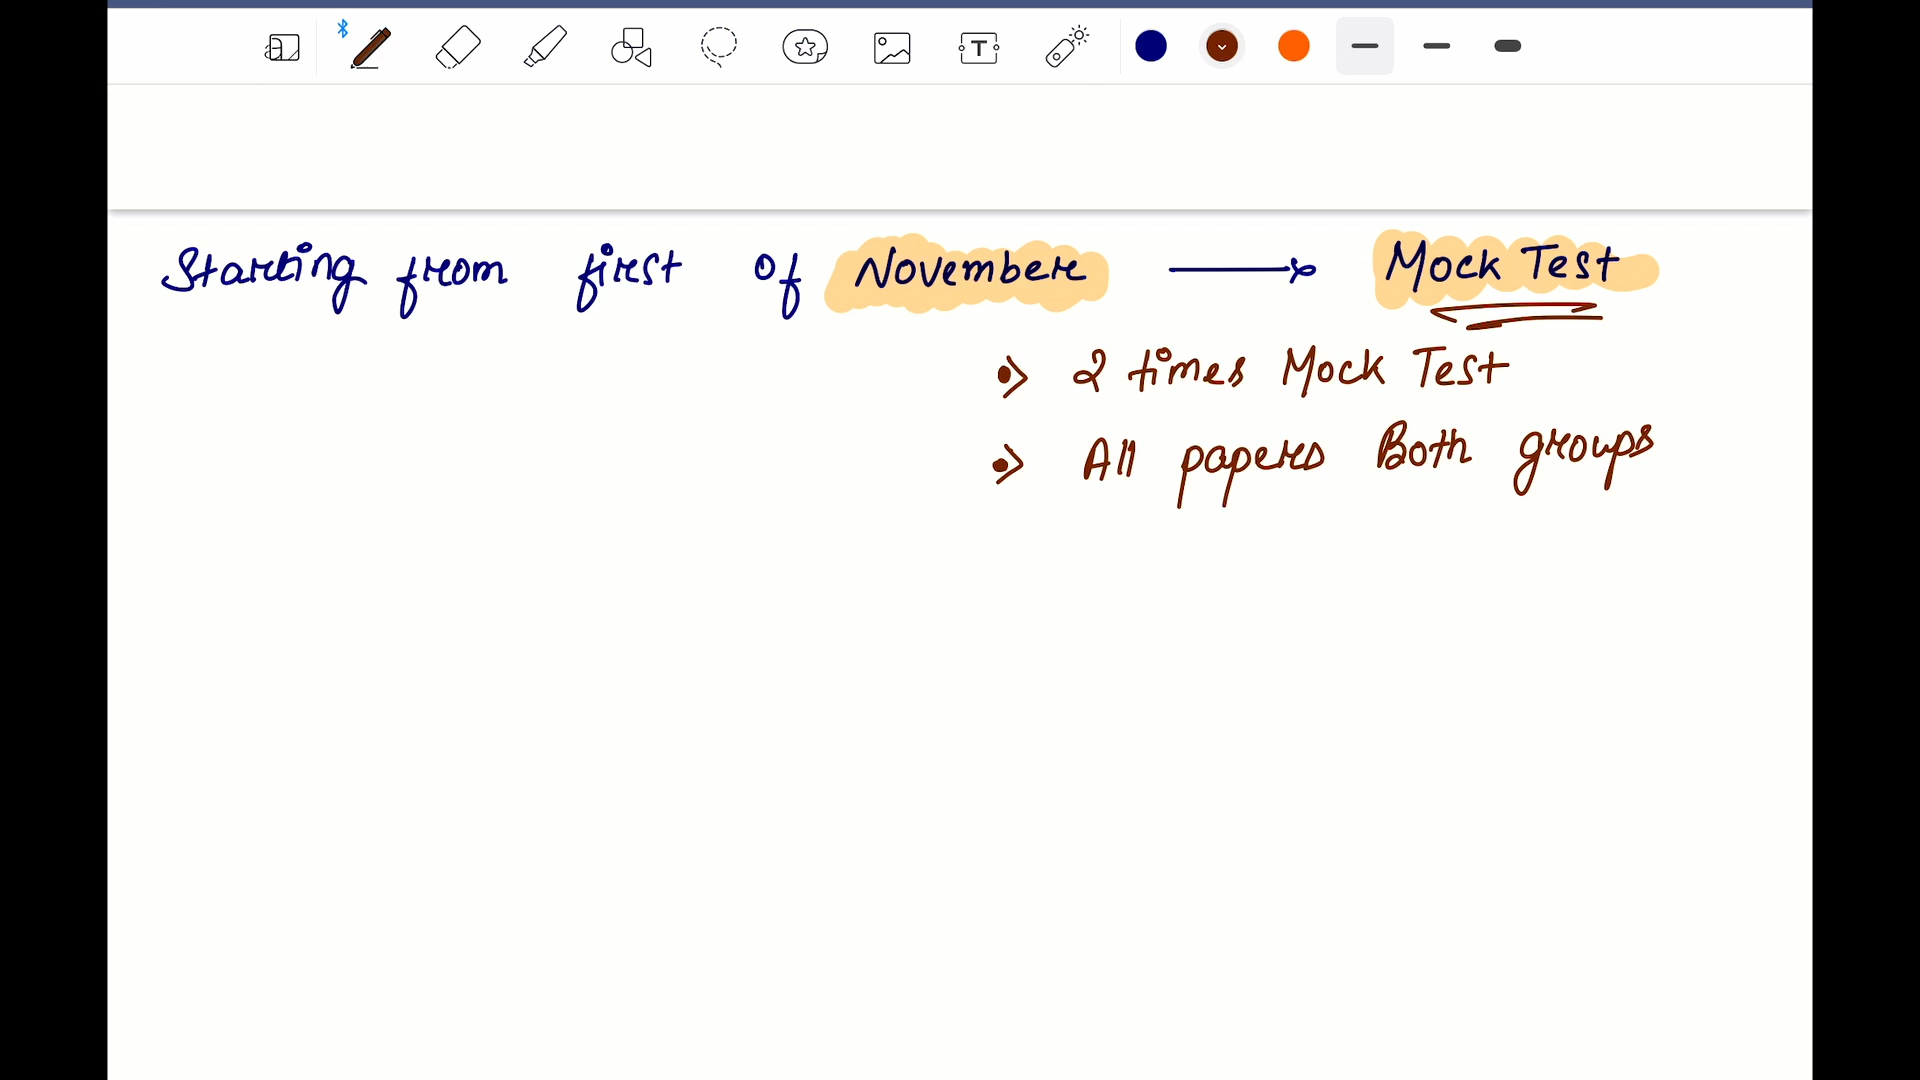 Starting from first of November → Mock Test
• > 2 times Mock Test
• > All papers Both groups